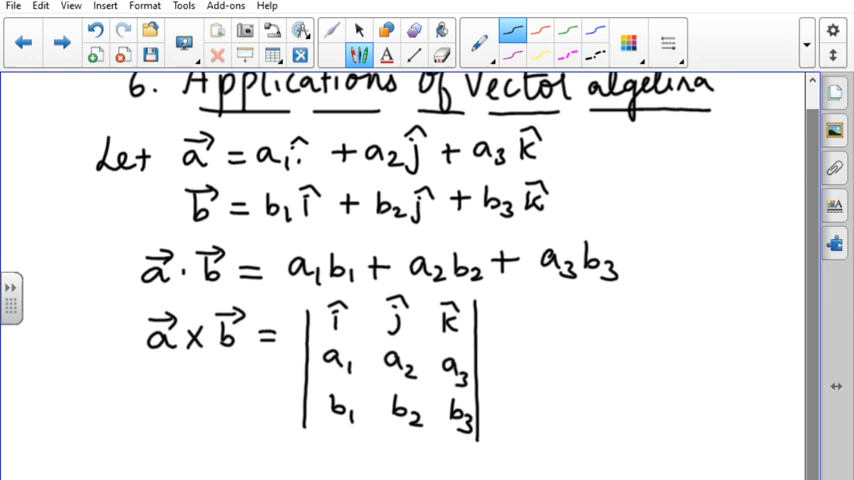 File Edit View Insert Format Tools Add-ons Help
6. Applications of Vector algebra
Let a⃗ = a₁î + a₂ĵ + a₃k̂
b⃗ = b₁î + b₂ĵ + b₃k̂
a⃗ · b⃗ = a₁b₁ + a₂b₂ + a₃b₃
a⃗ × b⃗ = | î ĵ k̂ |
| a₁ a₂ a₃ |
| b₁ b₂ b₃ |